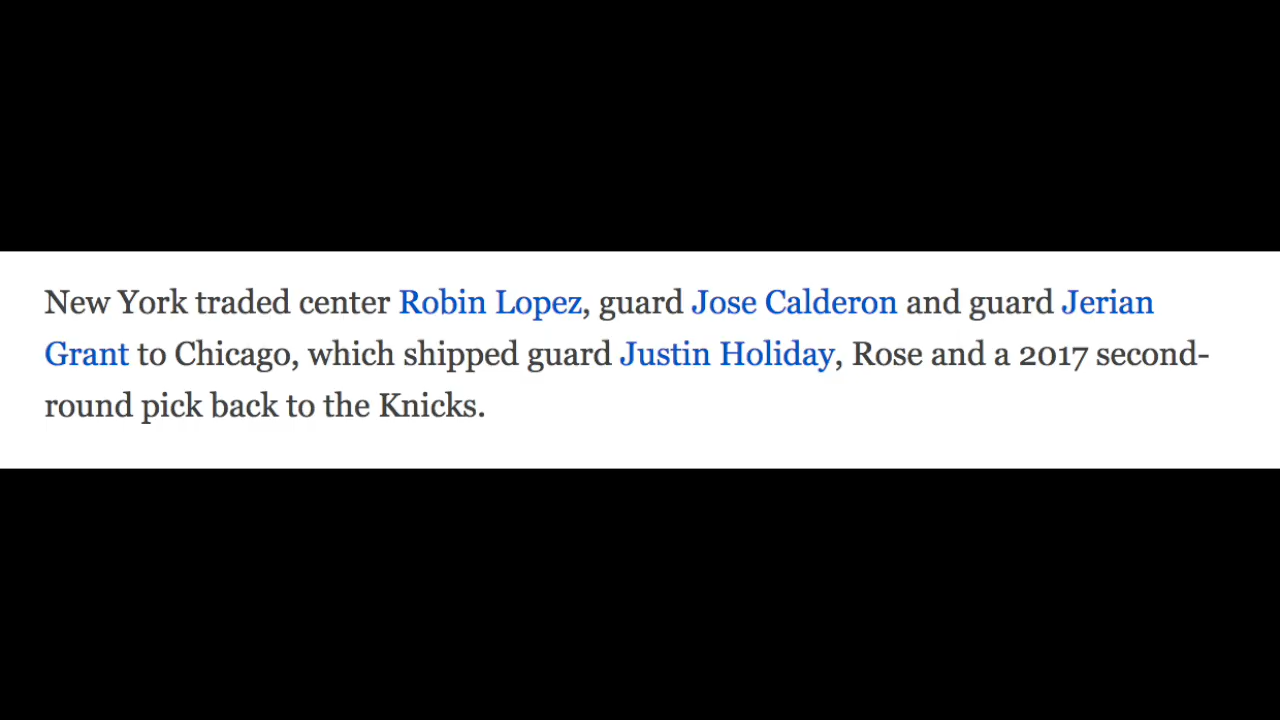 New York traded center Robin Lopez, guard Jose Calderon and guard Jerian
Grant to Chicago, which shipped guard Justin Holiday, Rose and a 2017 second-
round pick back to the Knicks.